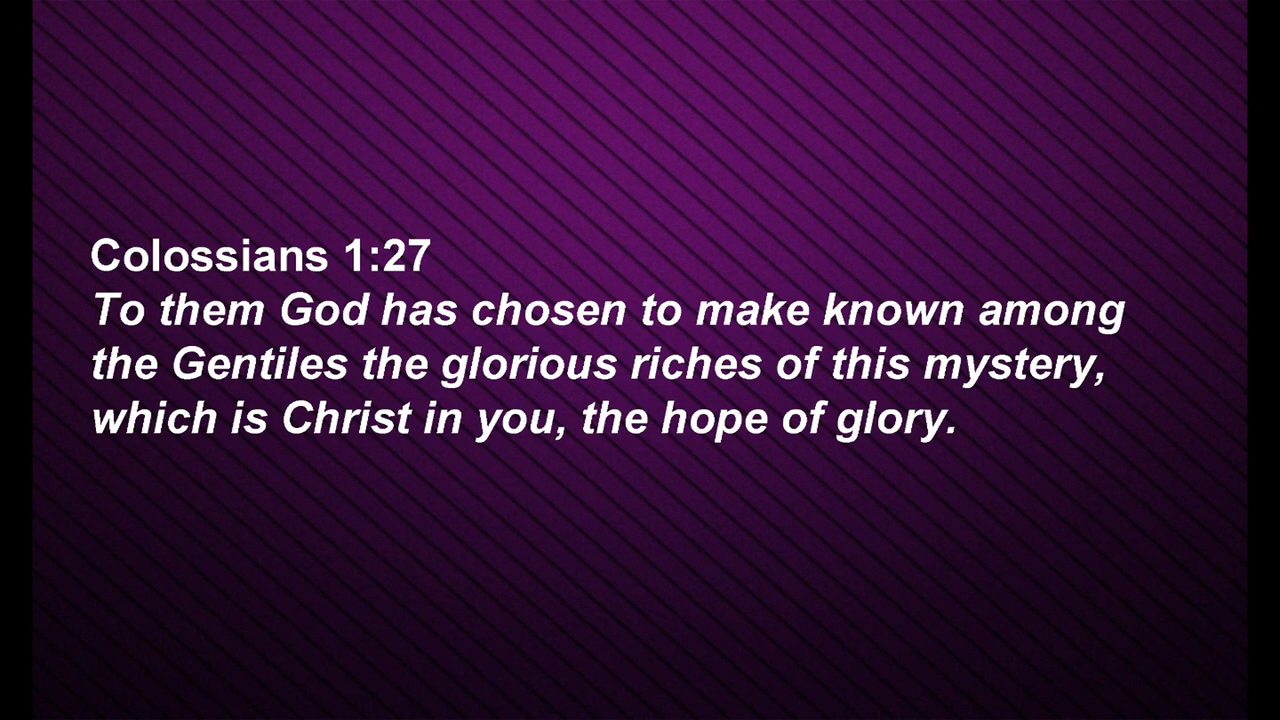 Colossians 1:27
To them God has chosen to make known among
the Gentiles the glorious riches of this mystery,
which is Christ in you, the hope of glory.